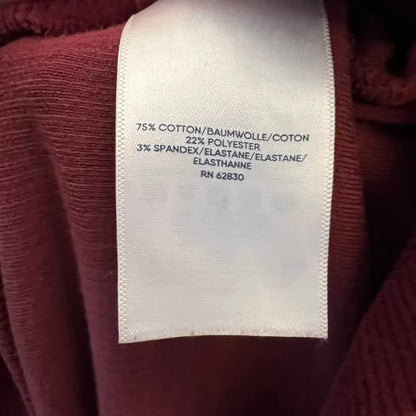 75% COTTON/BAUMWOLLE/COTON
22% POLYESTER
3% SPANDEX/ELASTANE/ELASTANE/
ELASTHANNE
RN 62830